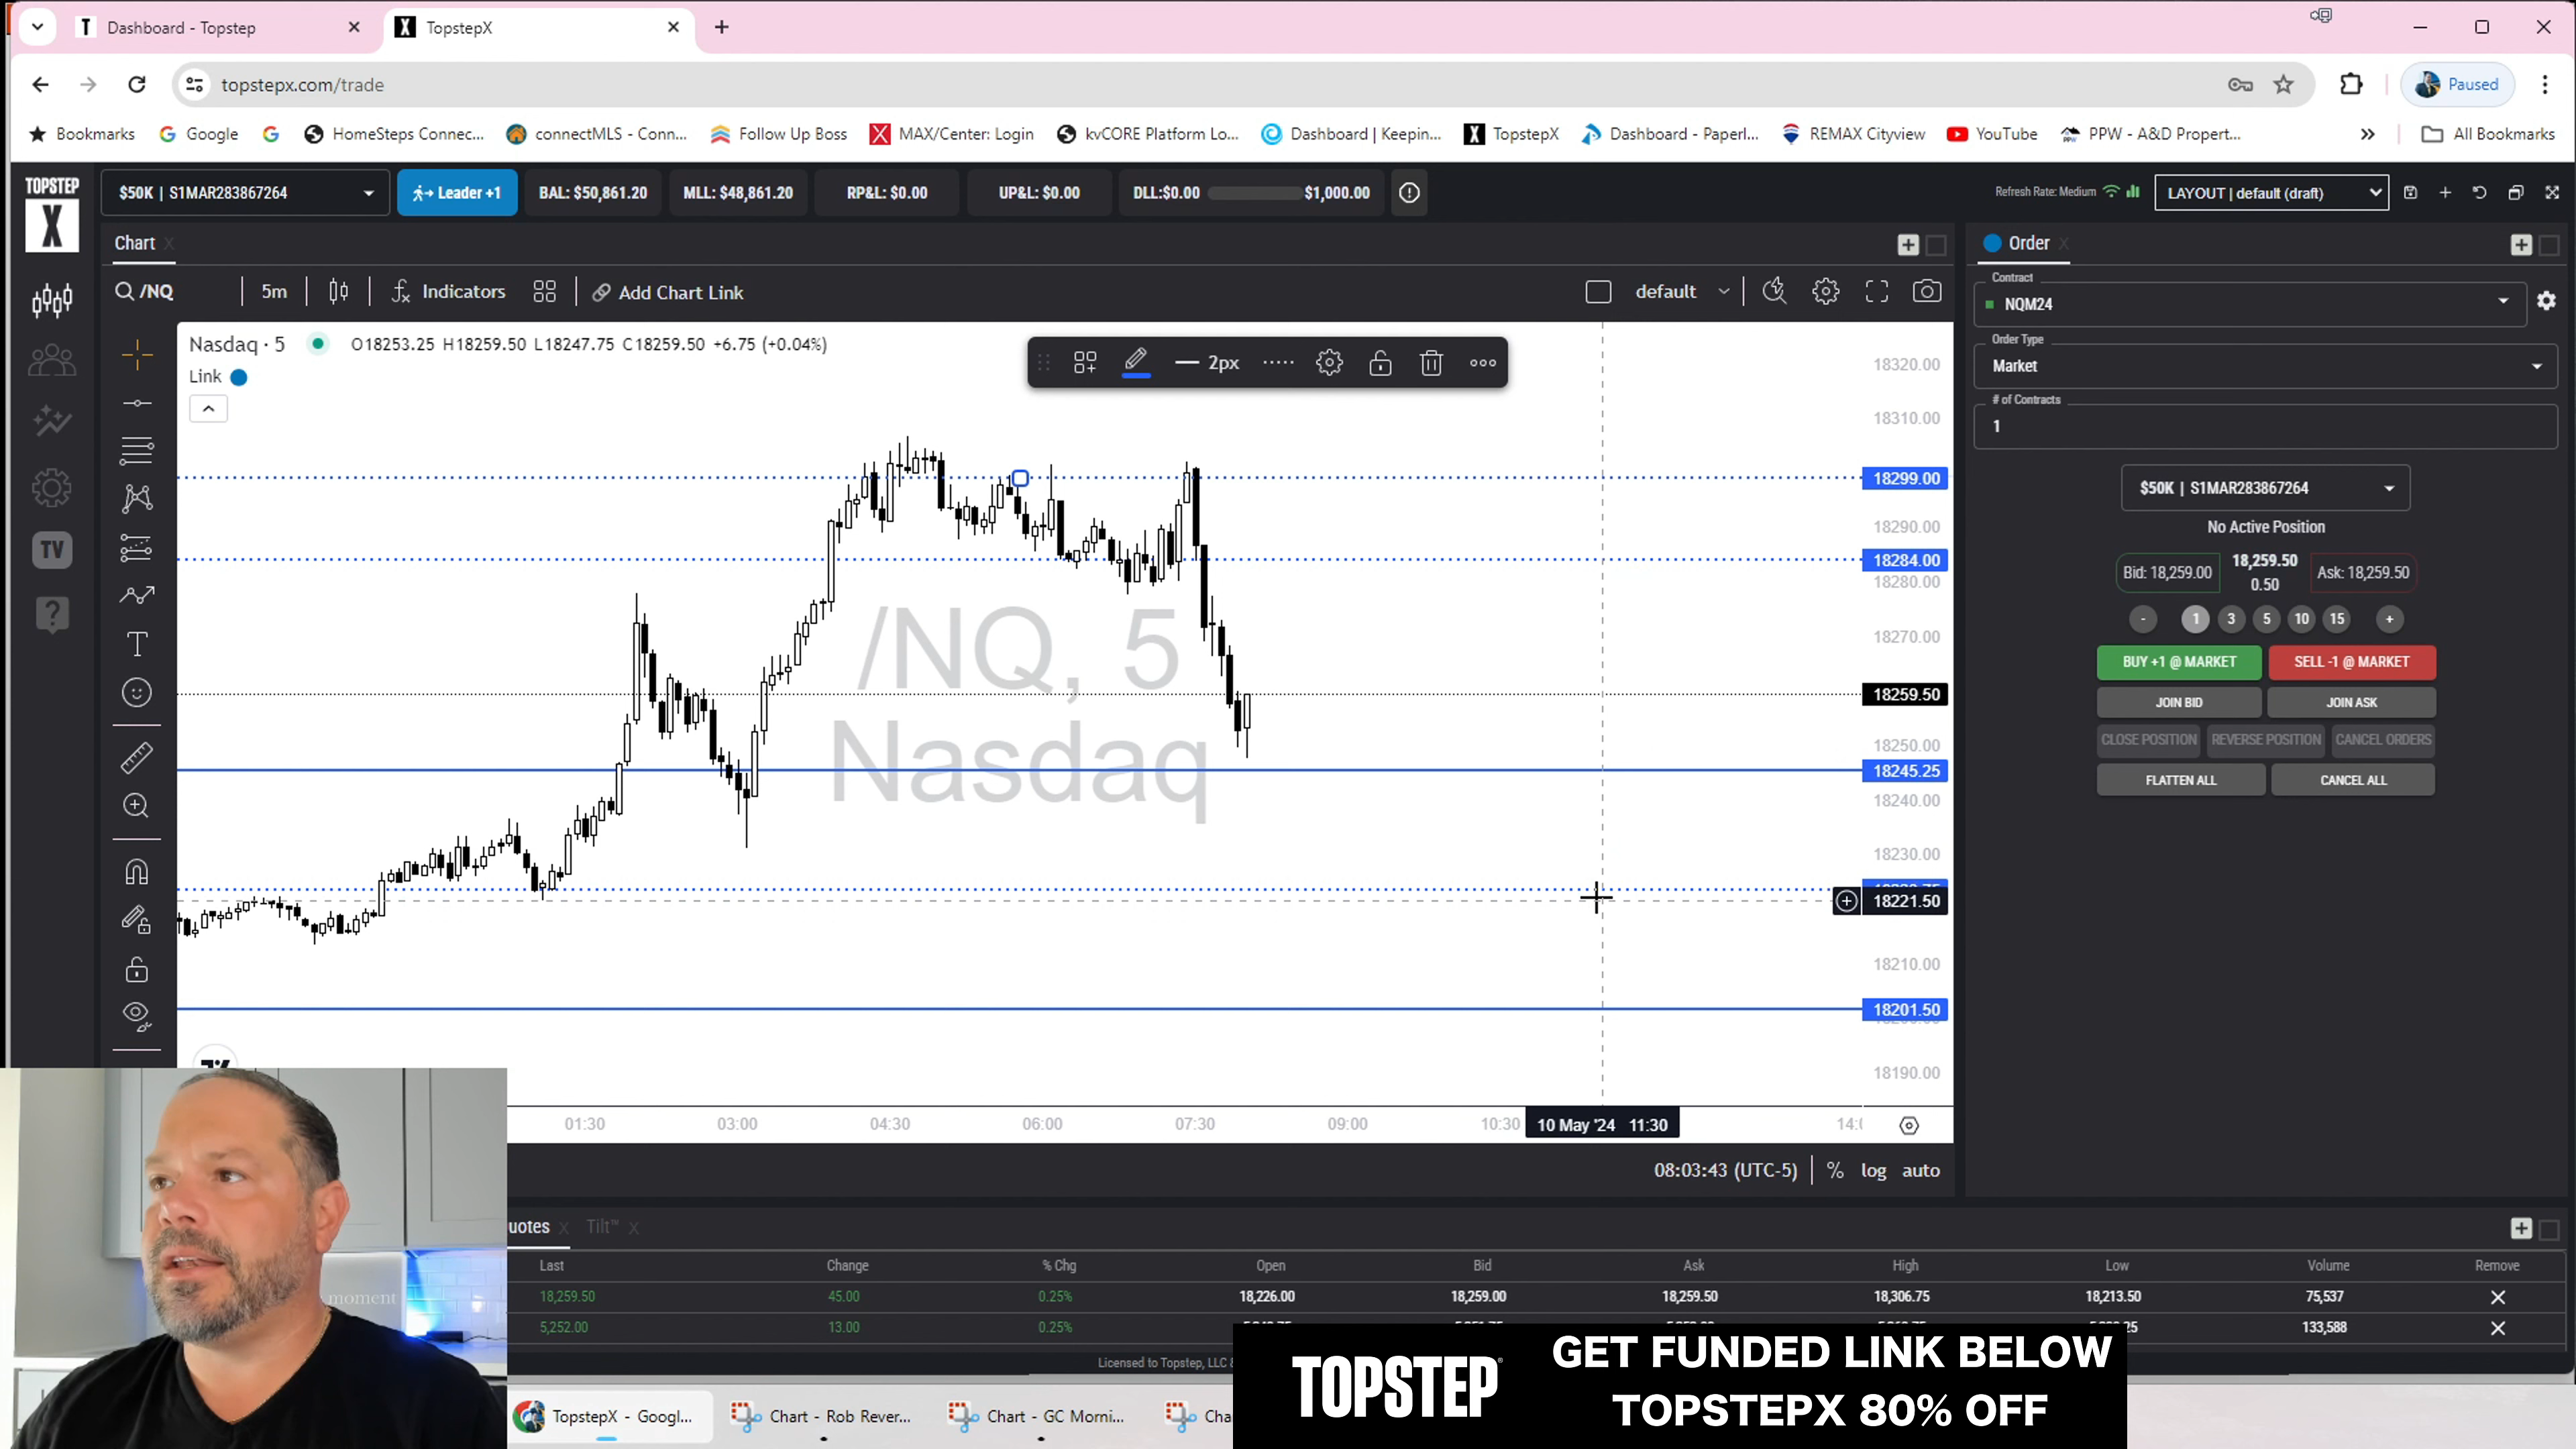 Dashboard - Topstep
TopstepX
topstepx.com/trade
Paused
Bookmarks
Google
HomeSteps Connec...
connectMLS - Conn...
Follow Up Boss
MAX/Center: Login
kvCORE Platform Lo...
Dashboard | Keepin...
TopstepX
Dashboard - Paperl...
REMAX Cityview
YouTube
PPW - A&D Propert...
All Bookmarks
TOPSTEP
X
$50K | S1MAR283867264
Leader +1
BAL: $50,861.20
MLL: $48,861.20
RP&L: $0.00
UP&L: $0.00
DLL:$0.00
$1,000.00
Refresh Rate: Medium
LAYOUT | default (draft)
Chart
Order
/NQ
5m
Indicators
Add Chart Link
default
Contract
NQM24
Order Type
Market
# of Contracts
1
Nasdaq · 5
O18253.25 H18259.50 L18247.75 C18259.50 +6.75 (+0.04%)
Link
2px
TV
/NQ, 5
Nasdaq
18320.00
18310.00
18299.00
18290.00
18284.00
18280.00
18270.00
18259.50
18250.00
18245.25
18240.00
18230.00
18221.50
18210.00
18201.50
18190.00
$50K | S1MAR283867264
No Active Position
Bid: 18,259.00
18,259.50
0.50
Ask: 18,259.50
- 1 3 5 10 15 +
BUY +1 @ MARKET
SELL -1 @ MARKET
JOIN BID
JOIN ASK
CLOSE POSITION
REVERSE POSITION
CANCEL ORDERS
FLATTEN ALL
CANCEL ALL
01:30
03:00
04:30
06:00
07:30
09:00
10:30
10 May '24 11:30
08:03:43 (UTC-5)
% log auto
uotes
Tilt™
Last Change % Chg Open Bid Ask High Low Volume Remove
18,259.50 45.00 0.25% 18,226.00 18,259.00 18,259.50 18,306.75 18,213.50 75,537
5,252.00 13.00 0.25% 133,588
Licensed to Topstep, LLC
moment
TopstepX - Googl...
Chart - Rob Rever...
Chart - GC Morni...
Cha
TOPSTEP
GET FUNDED LINK BELOW
TOPSTEPX 80% OFF